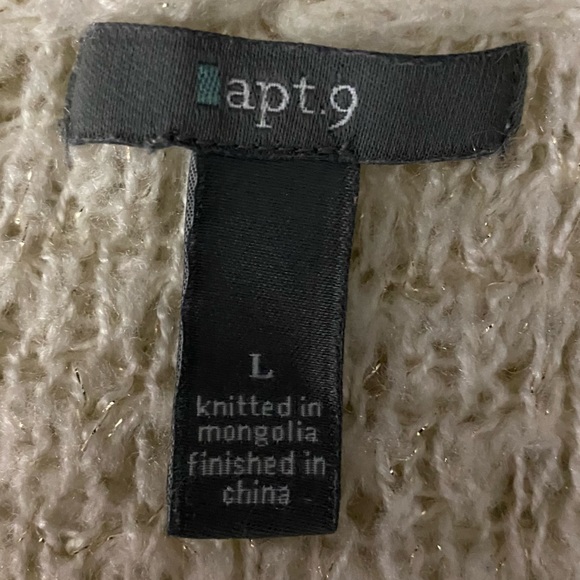 apt.9
L
knitted in
mongolia
finished in
china